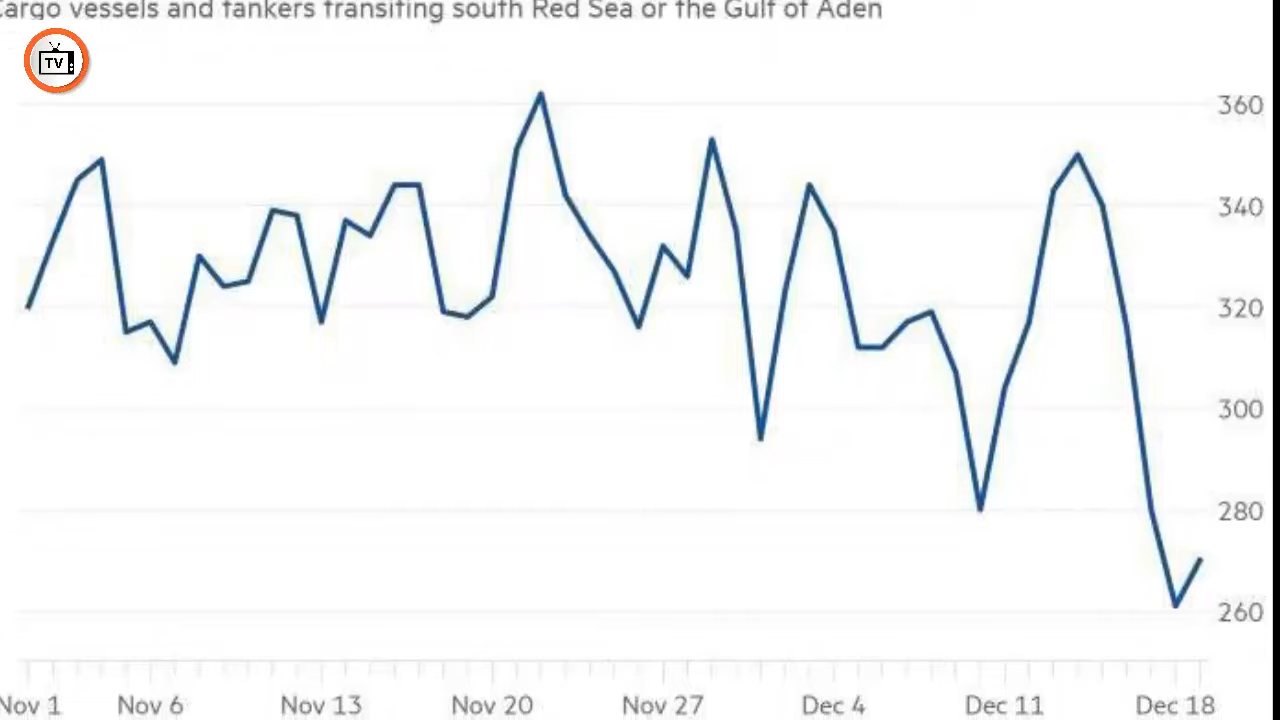 Cargo vessels and tankers transiting south Red Sea or the Gulf of Aden
TV
360
340
320
300
280
260
Nov 1 Nov 6 Nov 13 Nov 20 Nov 27 Dec 4 Dec 11 Dec 18